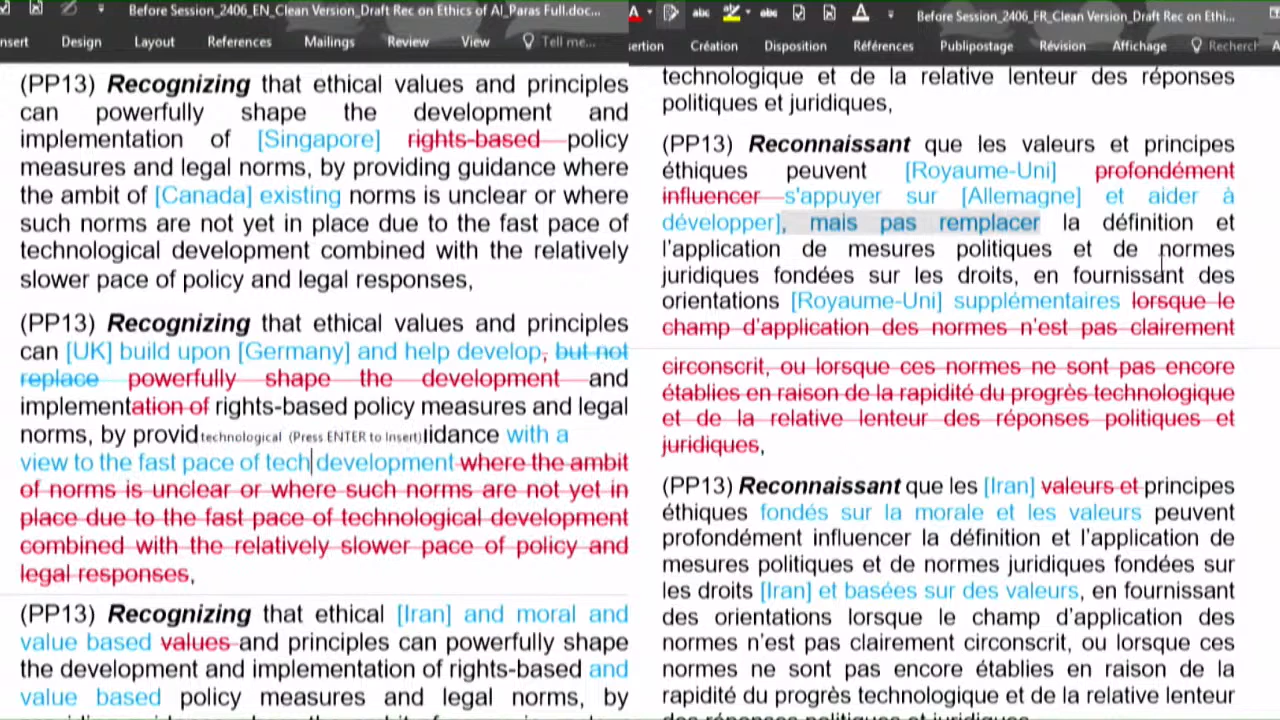 Before Session_2406_EN_Clean Version_Draft Rec on Ethics of AI_Paras Full.doc...
Design Layout References Mailings Review View Tell me...
(PP13) Recognizing that ethical values and principles
can powerfully shape the development and
implementation of [Singapore] rights-based policy
measures and legal norms, by providing guidance where
the ambit of [Canada] existing norms is unclear or where
such norms are not yet in place due to the fast pace of
technological development combined with the relatively
slower pace of policy and legal responses,
(PP13) Recognizing that ethical values and principles
can [UK] build upon [Germany] and help develop, but not
replace powerfully shape the development and
implementation of rights-based policy measures and legal
norms, by provid technological (Press ENTER to Insert) idance with a
view to the fast pace of tech development where the ambit
of norms is unclear or where such norms are not yet in
place due to the fast pace of technological development
combined with the relatively slower pace of policy and
legal responses,
(PP13) Recognizing that ethical [Iran] and moral and
value based values and principles can powerfully shape
the development and implementation of rights-based and
value based policy measures and legal norms, by
Before Session_2406_FR_Clean Version_Draft Rec on Ethi...
Création Disposition Références Publipostage Révision Affichage Recherc
technologique et de la relative lenteur des réponses
politiques et juridiques,
(PP13) Reconnaissant que les valeurs et principes
éthiques peuvent [Royaume-Uni] profondément
influencer s'appuyer sur [Allemagne] et aider à
développer], mais pas remplacer la définition et
l'application de mesures politiques et de normes
juridiques fondées sur les droits, en fournissant des
orientations [Royaume-Uni] supplémentaires lorsque le
champ d'application des normes n'est pas clairement
circonscrit, ou lorsque ces normes ne sont pas encore
établies en raison de la rapidité du progrès technologique
et de la relative lenteur des réponses politiques et
juridiques,
(PP13) Reconnaissant que les [Iran] valeurs et principes
éthiques fondés sur la morale et les valeurs peuvent
profondément influencer la définition et l'application de
mesures politiques et de normes juridiques fondées sur
les droits [Iran] et basées sur des valeurs, en fournissant
des orientations lorsque le champ d'application des
normes n'est pas clairement circonscrit, ou lorsque ces
normes ne sont pas encore établies en raison de la
rapidité du progrès technologique et de la relative lenteur
des réponses politiques et juridiques